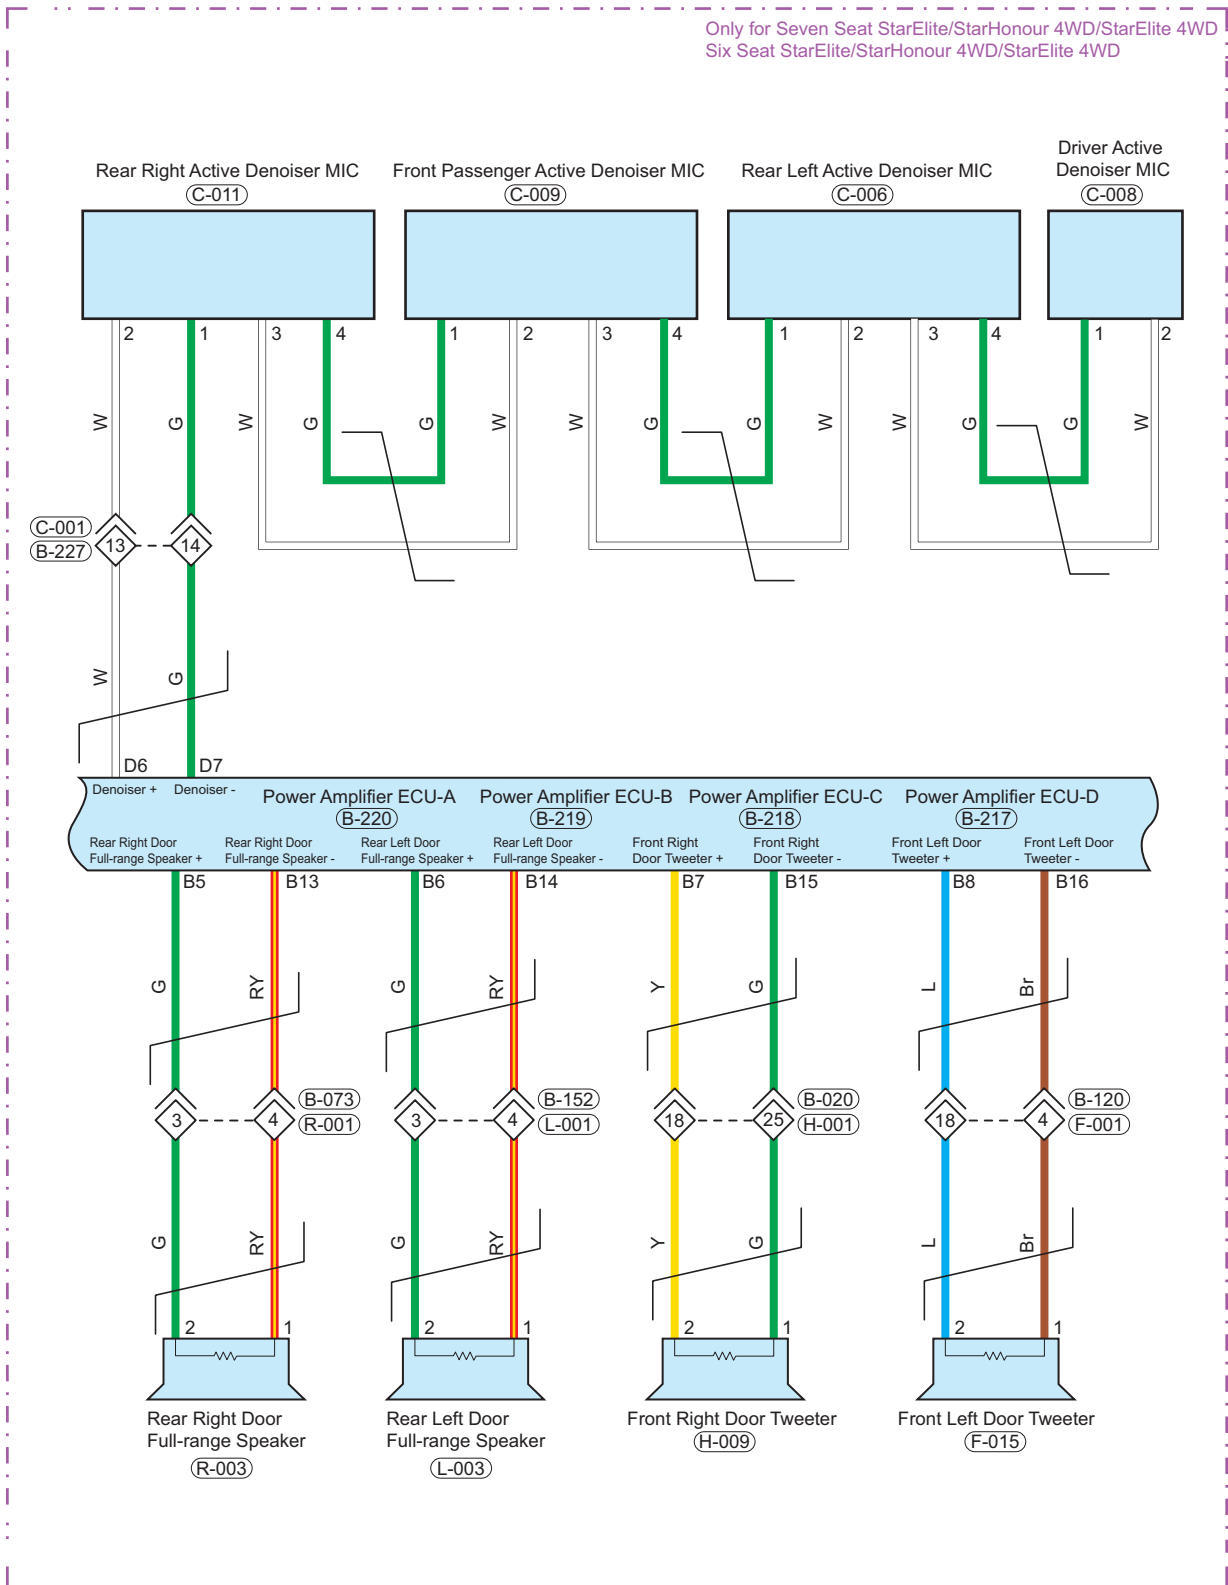 Only for Seven Seat StarElite/StarHonour 4WD/StarElite 4WD
Six Seat StarElite/StarHonour 4WD/StarElite 4WD
Rear Right Active Denoiser MIC
C-011
Front Passenger Active Denoiser MIC
C-009
Rear Left Active Denoiser MIC
C-006
Driver Active
Denoiser MIC
C-008
2 1 3 4 1 2 3 4 1 2 3 4 1 2
W G W G G W W G G W W G G W
C-001
B-227
13 14
W G
D6 D7
Denoiser + Denoiser -
Power Amplifier ECU-A
B-220
Power Amplifier ECU-B
B-219
Power Amplifier ECU-C
B-218
Power Amplifier ECU-D
B-217
Rear Right Door
Full-range Speaker +
Rear Right Door
Full-range Speaker -
Rear Left Door
Full-range Speaker +
Rear Left Door
Full-range Speaker -
Front Right
Door Tweeter +
Front Right
Door Tweeter -
Front Left Door
Tweeter +
Front Left Door
Tweeter -
B5 B13 B6 B14 B7 B15 B8 B16
G RY G RY Y G L Br
3 4
B-073
R-001
3 4
B-152
L-001
18 25
B-020
H-001
18 4
B-120
F-001
G RY G RY Y G L Br
2 1 2 1 2 1 2 1
Rear Right Door
Full-range Speaker
R-003
Rear Left Door
Full-range Speaker
L-003
Front Right Door Tweeter
H-009
Front Left Door Tweeter
F-015